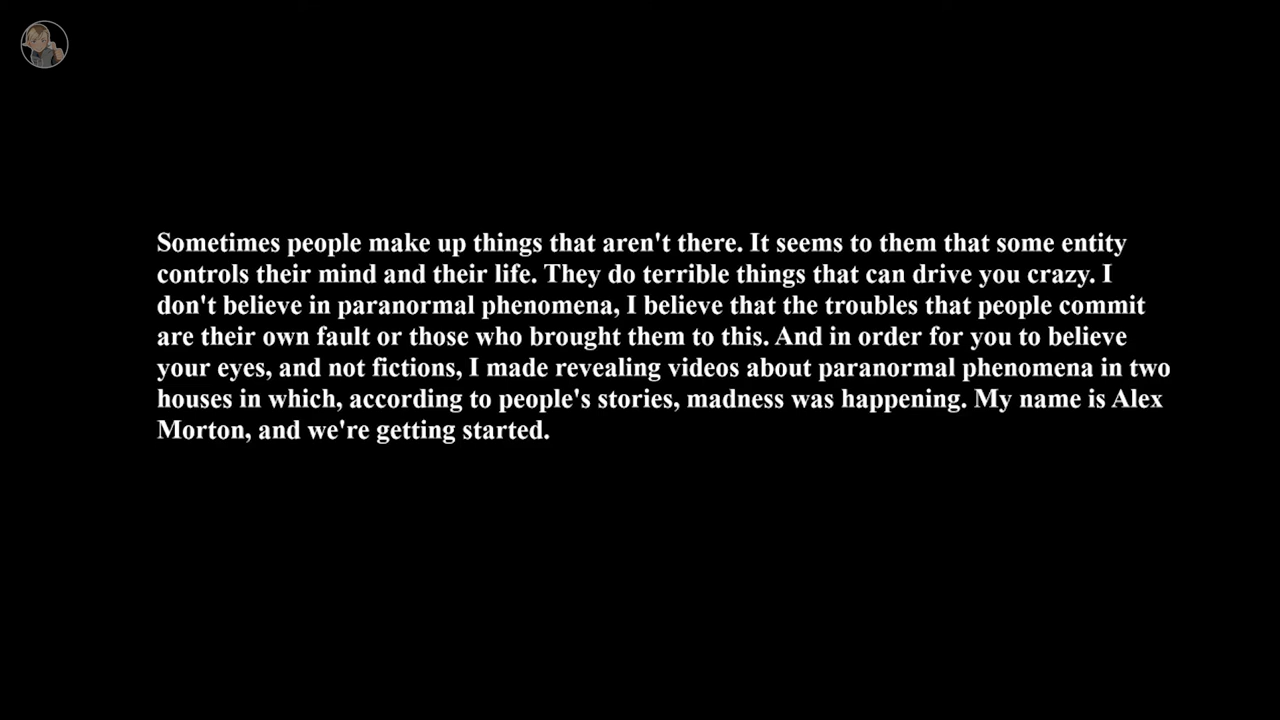 Sometimes people make up things that aren't there. It seems to them that some entity
controls their mind and their life. They do terrible things that can drive you crazy. I
don't believe in paranormal phenomena, I believe that the troubles that people commit
are their own fault or those who brought them to this. And in order for you to believe
your eyes, and not fictions, I made revealing videos about paranormal phenomena in two
houses in which, according to people's stories, madness was happening. My name is Alex
Morton, and we're getting started.